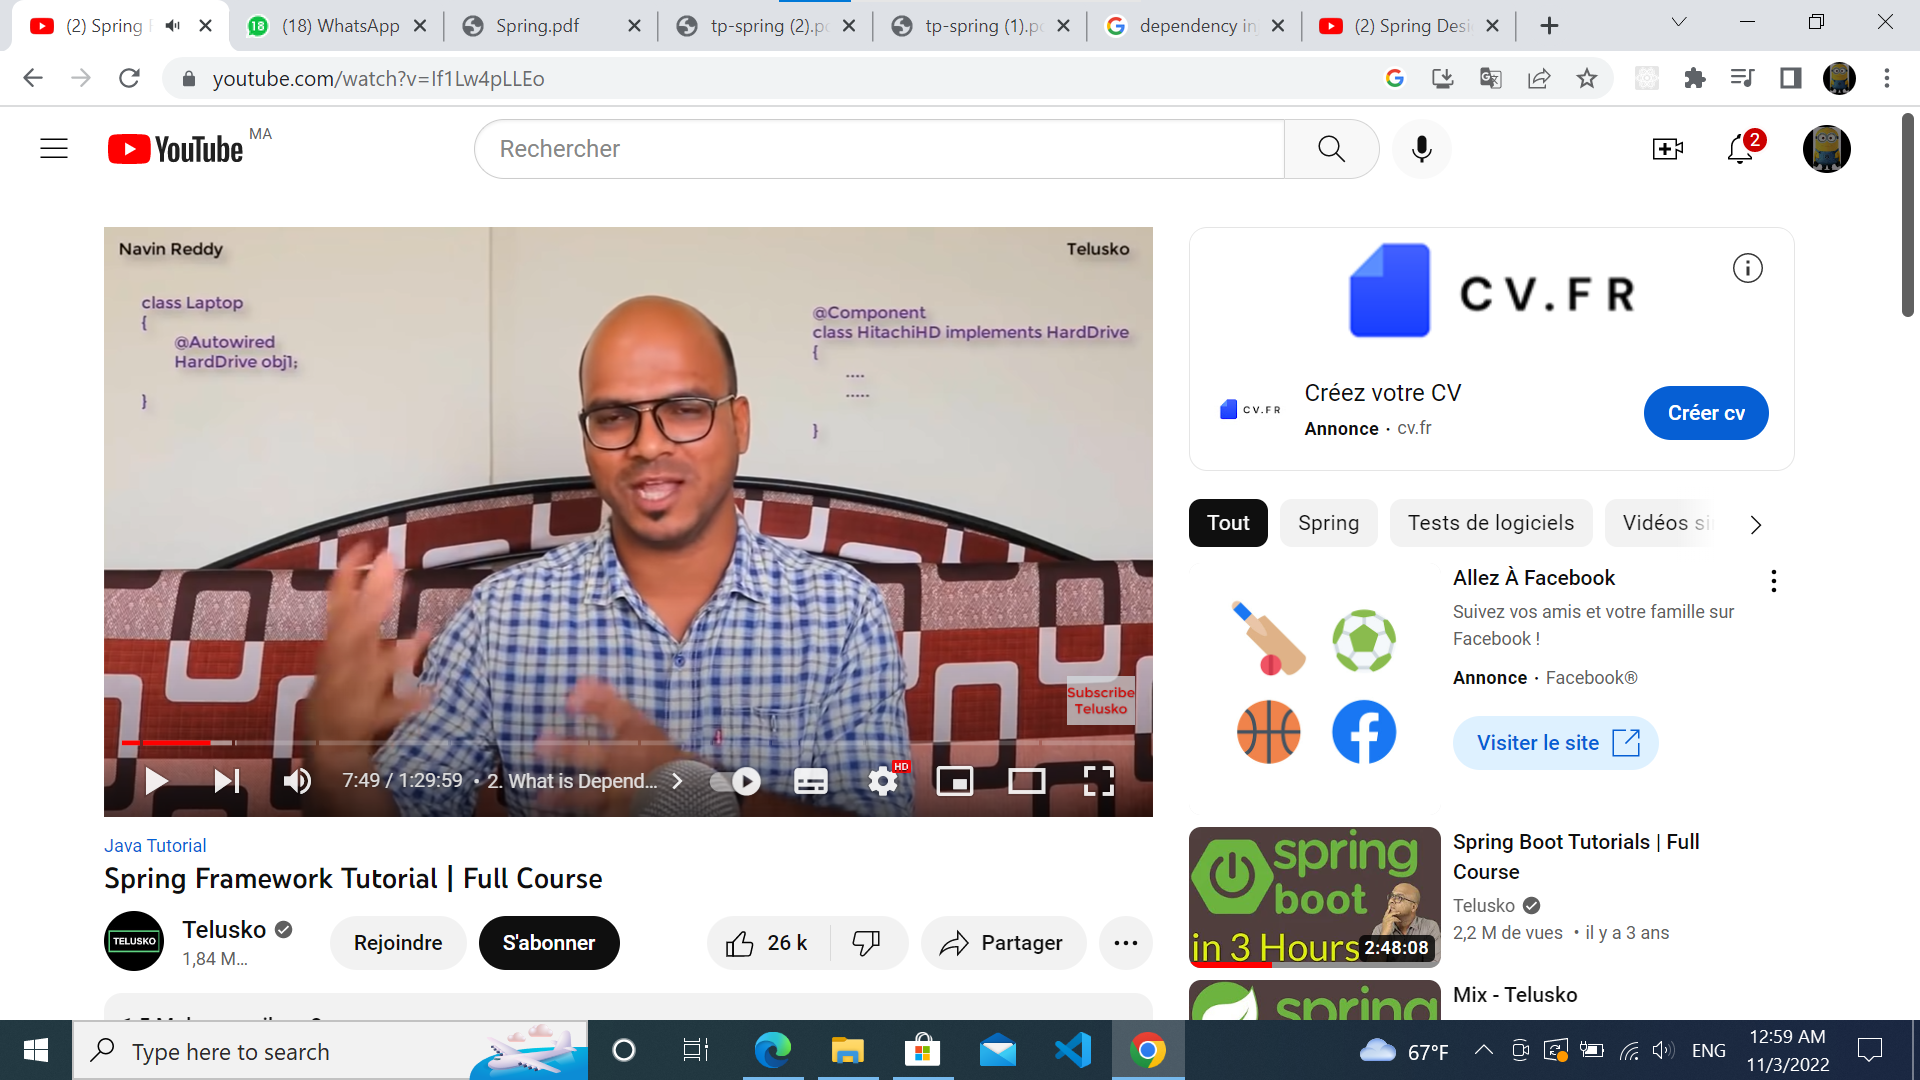 (2) Spring
(18) WhatsApp
Spring.pdf
tp-spring (2).p
tp-spring (1).p
dependency in
(2) Spring Desi
youtube.com/watch?v=If1Lw4pLLEo
YouTube MA
Rechercher
2
Navin Reddy
Telusko
class Laptop
{
@Autowired
HardDrive obj1;
}
@Component
class HitachiHD implements HardDrive
{
....
.....
}
Subscribe
Telusko
7:49 / 1:29:59 • 2. What is Depend...
HD
Java Tutorial
Spring Framework Tutorial | Full Course
TELUSKO
Telusko
1,84 M...
Rejoindre
S'abonner
26 k
Partager
CV.FR
CV.FR
Créez votre CV
Annonce · cv.fr
Créer cv
Tout
Spring
Tests de logiciels
Vidéos si
Allez À Facebook
Suivez vos amis et votre famille sur
Facebook !
Annonce · Facebook®
Visiter le site
spring
boot
in 3 Hours
2:48:08
Spring Boot Tutorials | Full
Course
Telusko
2,2 M de vues • il y a 3 ans
spring
Mix - Telusko
Type here to search
67°F
ENG
12:59 AM
11/3/2022